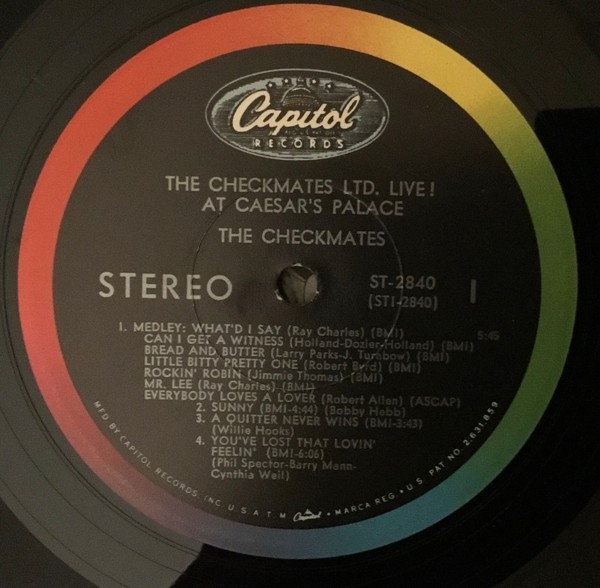 Capitol
RECORDS
THE CHECKMATES LTD. LIVE!
AT CAESAR'S PALACE
THE CHECKMATES
STEREO
ST-2840
(ST1-2840)
1
1. MEDLEY: WHAT'D I SAY (Ray Charles) (BMI) 5:45
CAN I GET A WITNESS (Holland-Dozier-Holland) (BMI)
BREAD AND BUTTER (Larry Parks-J. Turnbow) (BMI)
LITTLE BITTY PRETTY ONE (Robert Byrd) (BMI)
ROCKIN' ROBIN (Jimmie Thomas) (BMI)
MR. LEE (Ray Charles) (BMI)
EVERYBODY LOVES A LOVER (Robert Allen) (ASCAP)
2. SUNNY (BMI-4:44) (Bobby Hebb)
3. A QUITTER NEVER WINS (BMI-3:43)
(Willie Hooks)
4. YOU'VE LOST THAT LOVIN'
FEELIN' (BMI-6:06)
(Phil Spector-Barry Mann-
Cynthia Weil)
MFD. BY CAPITOL RECORDS, INC. U.S.A. T.M. Capitol • MARCA REG. • U.S. PAT. NO. 2,631,859